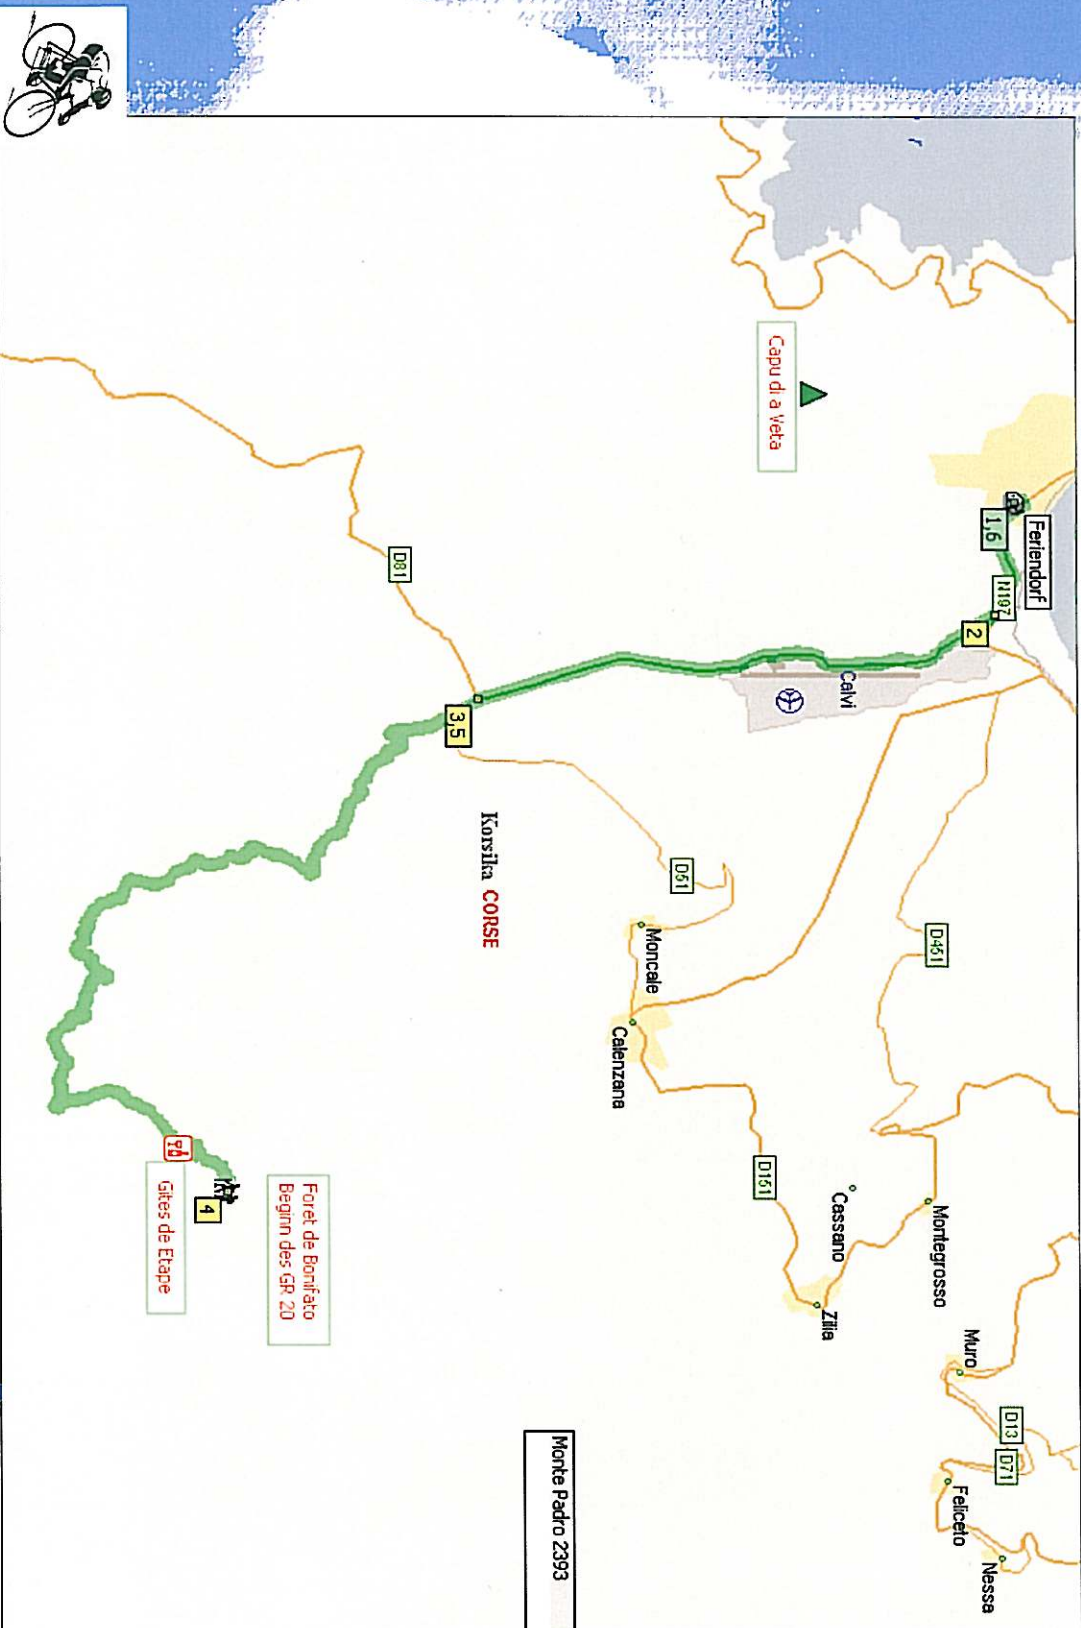 Nessa
Feliceto
D71
D13
Muro
Montegrosso
Zilia
Cassano
D151
D451
Calenzana
Moncale
D51
Feriendorf
1,6
N197
2
Calvi
Capu di a Veta
D81
3,5
Korsika CORSE
Monte Padro 2393
Foret de Bonifato
Beginn des GR 20
4
Gites de Etape
r